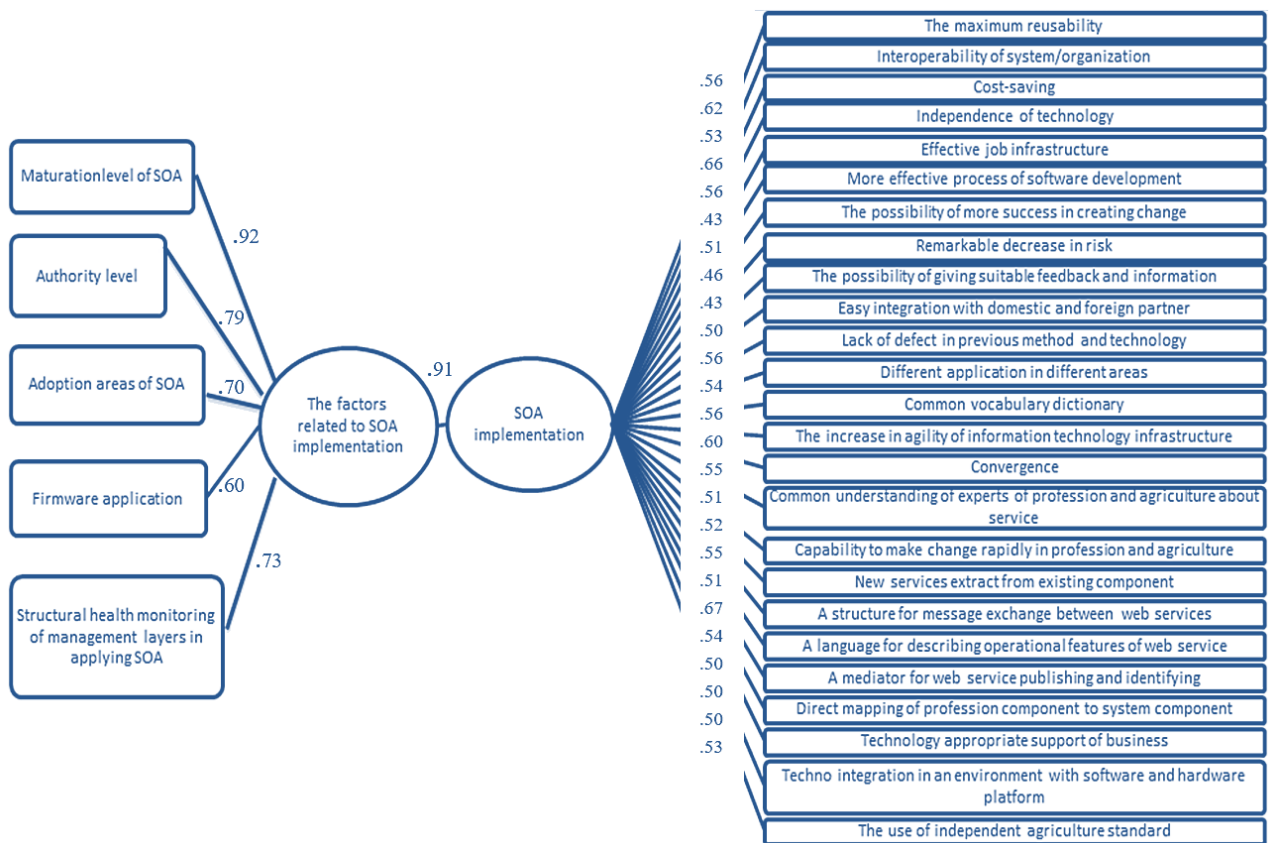 Maturationlevel of SOA
Authority level
Adoption areas of SOA
Firmware application
Structural health monitoring
of management layers in
applying SOA
.92
.79
.70
.60
.73
The factors
related to SOA
implementation
.91
SOA
implementation
.56
.62
.53
.66
.56
.43
.51
.46
.43
.50
.56
.54
.56
.60
.55
.51
.52
.55
.51
.67
.54
.50
.50
.50
.53
The maximum reusability
Interoperability of system/organization
Cost-saving
Independence of technology
Effective job infrastructure
More effective process of software development
The possibility of more success in creating change
Remarkable decrease in risk
The possibility of giving suitable feedback and information
Easy integration with domestic and foreign partner
Lack of defect in previous method and technology
Different application in different areas
Common vocabulary dictionary
The increase in agility of information technology infrastructure
Convergence
Common understanding of experts of profession and agriculture about
service
Capability to make change rapidly in profession and agriculture
New services extract from existing component
A structure for message exchange between web services
A language for describing operational features of web service
A mediator for web service publishing and identifying
Direct mapping of profession component to system component
Technology appropriate support of business
Techno integration in an environment with software and hardware
platform
The use of independent agriculture standard